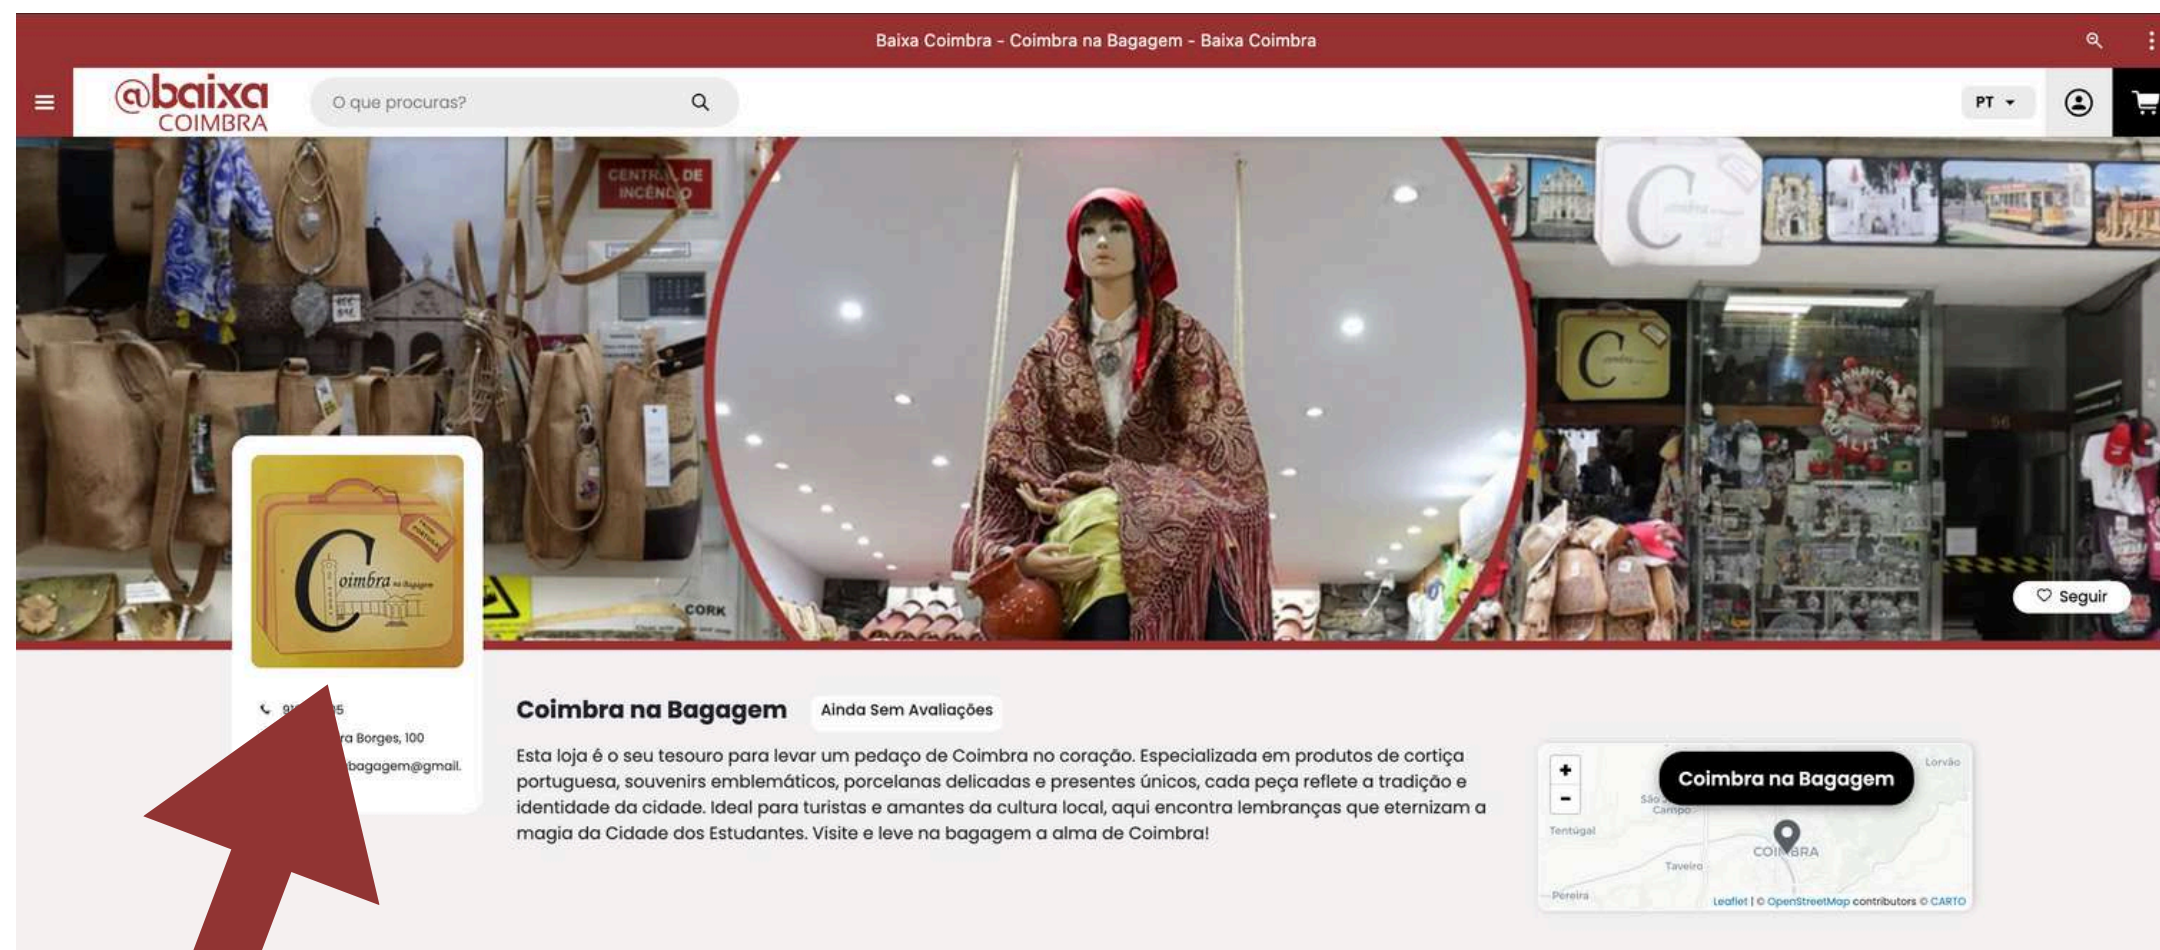 Baixa Coimbra - Coimbra na Bagagem - Baixa Coimbra
@baixa
COIMBRA
O que procuras?
PT
CENTRAL DE
INCÊNDIO
CORK
Coimbra na Bagagem
Seguir
ra Borges, 100
bagagem@gmail.
Coimbra na Bagagem
Ainda Sem Avaliações
Esta loja é o seu tesouro para levar um pedaço de Coimbra no coração. Especializada em produtos de cortiça
portuguesa, souvenirs emblemáticos, porcelanas delicadas e presentes únicos, cada peça reflete a tradição e
identidade da cidade. Ideal para turistas e amantes da cultura local, aqui encontra lembranças que eternizam a
magia da Cidade dos Estudantes. Visite e leve na bagagem a alma de Coimbra!
+
-
Coimbra na Bagagem
Lorvão
Campo
Tentúgal
COIMBRA
Taveiro
Pereira
Leaflet | © OpenStreetMap contributors © CARTO